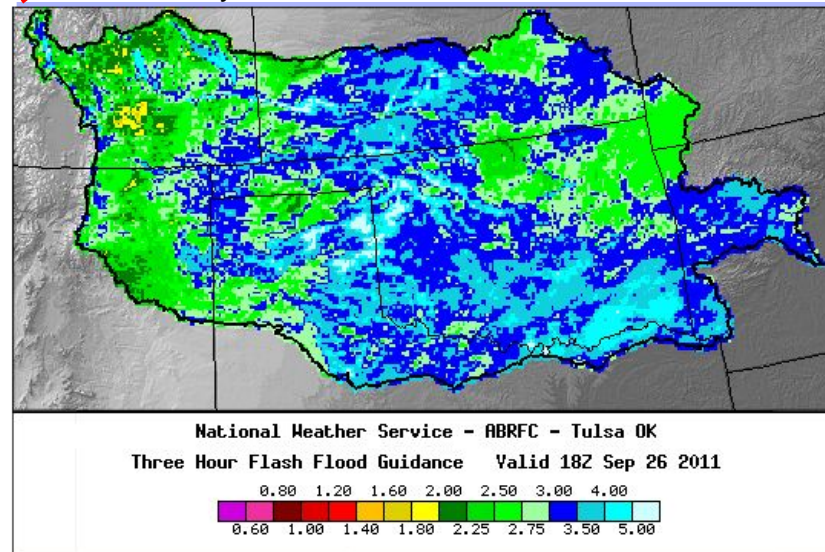 National Weather Service - ABRFC - Tulsa OK
Three Hour Flash Flood Guidance Valid 18Z Sep 26 2011
0.80 1.20 1.60 2.00 2.50 3.00 4.00
0.60 1.00 1.40 1.80 2.25 2.75 3.50 5.00